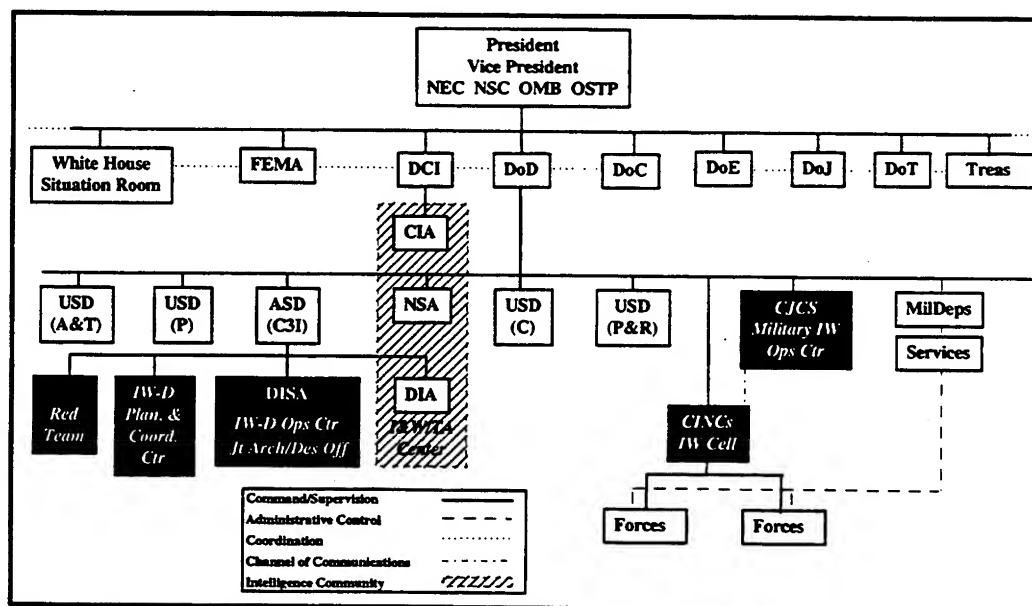 President
Vice President
NEC NSC OMB OSTP
White House
Situation Room
FEMA
DCI
DoD
DoC
DoE
DoJ
DoT
Treas
CIA
USD
(A&T)
USD
(P)
ASD
(C3I)
NSA
USD
(C)
USD
(P&R)
CJCS
Military IW
Ops Ctr
MilDeps
Services
Red
Team
IW-D
Plan. &
Coord.
Ctr
DISA
IW-D Ops Ctr
Jt Arch/Des Off
DIA
Center
CINCs
IW Cell
Forces
Forces
Command/Supervision
Administrative Control
Coordination
Channel of Communications
Intelligence Community